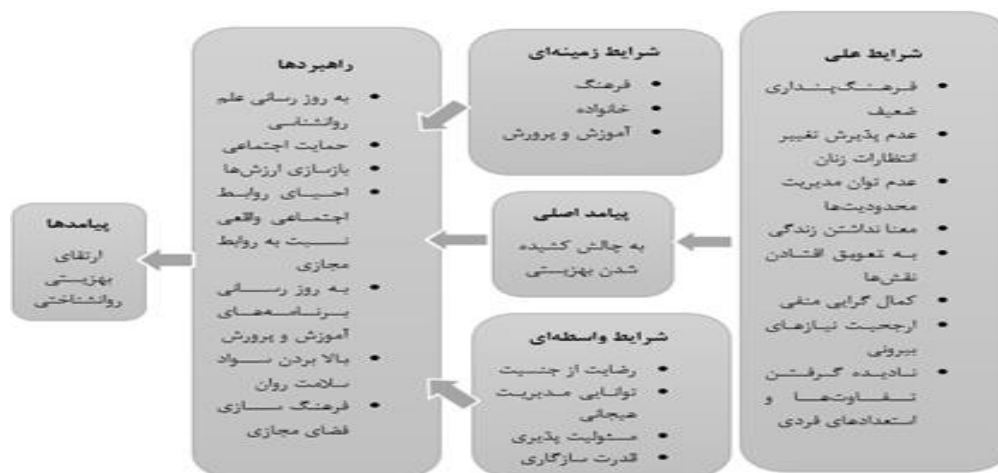 شرایط علی
فرهنگ‌پنداری
ضعیف
عدم پذیرش تغییر
انتظارات زنان
عدم توان مدیریت
محدودیت‌ها
معنا نداشتن زندگی
به تعویق افتادن
نقش‌ها
کمال گرایی منفی
ارجحیت نیازهای
بیرونی
نادیده گرفتن
تفاوت‌ها و
استعدادهای فردی
شرایط زمینه‌ای
فرهنگ
خانواده
آموزش و پرورش
پیامد اصلی
به چالش کشیده
شدن بهزیستی
شرایط واسطه‌ای
رضایت از جنسیت
توانایی مدیریت
هیجانی
مسئولیت پذیری
قدرت سازگاری
راهبردها
به روز رسانی علم
روانشناسی
حمایت اجتماعی
بازسازی ارزش‌ها
احیای روابط
اجتماعی واقعی
نسبت به روابط
مجازی
به روز رسانی
برنامه‌های
آموزش و پرورش
بالا بردن سواد
سلامت روان
فرهنگ سازی
فضای مجازی
پیامدها
ارتقای
بهزیستی
روانشناختی